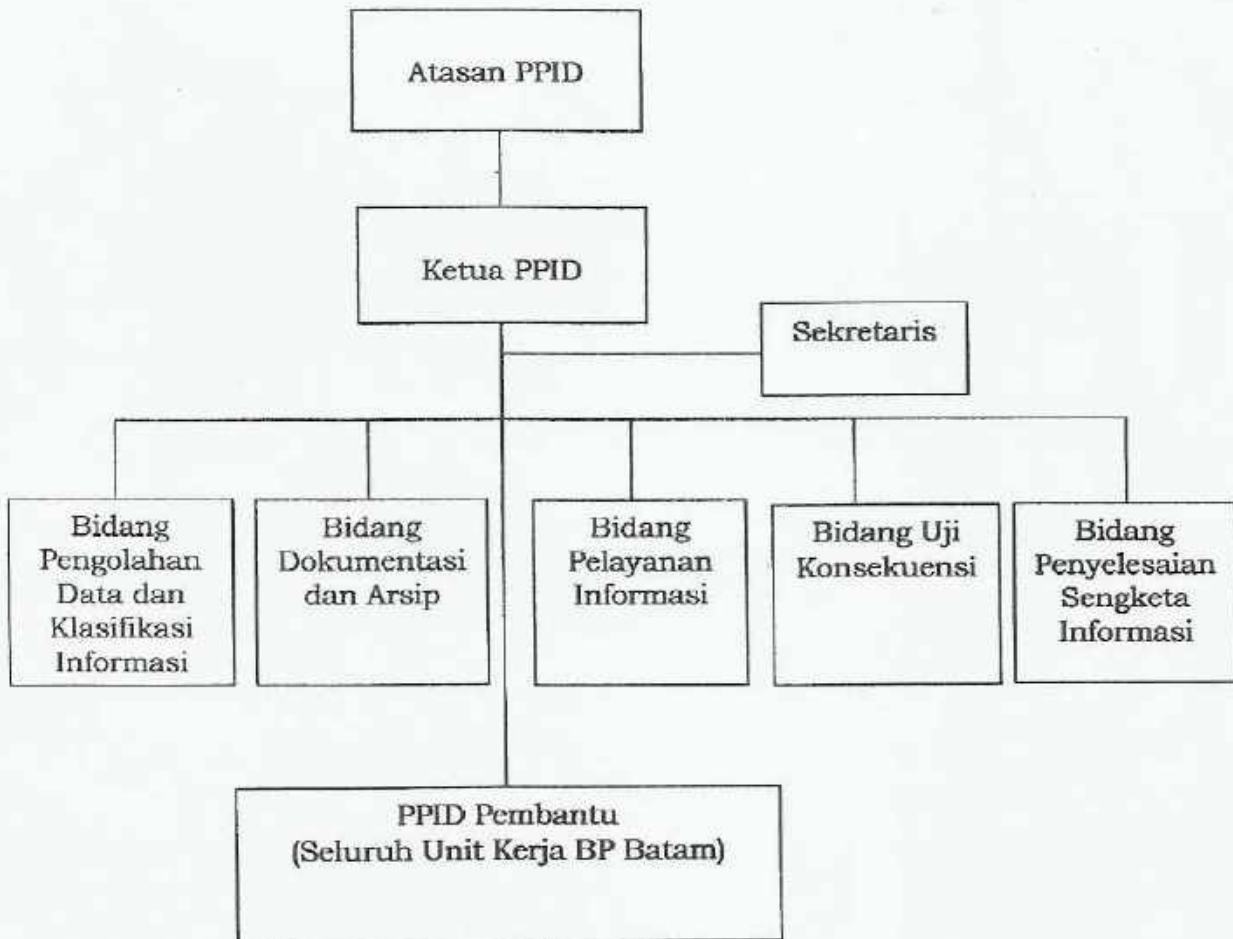 Atasan PPID
Ketua PPID
Sekretaris
Bidang
Pengolahan
Data dan
Klasifikasi
Informasi
Bidang
Dokumentasi
dan Arsip
Bidang
Pelayanan
Informasi
Bidang Uji
Konsekuensi
Bidang
Penyelesaian
Sengketa
Informasi
PPID Pembantu
(Seluruh Unit Kerja BP Batam)